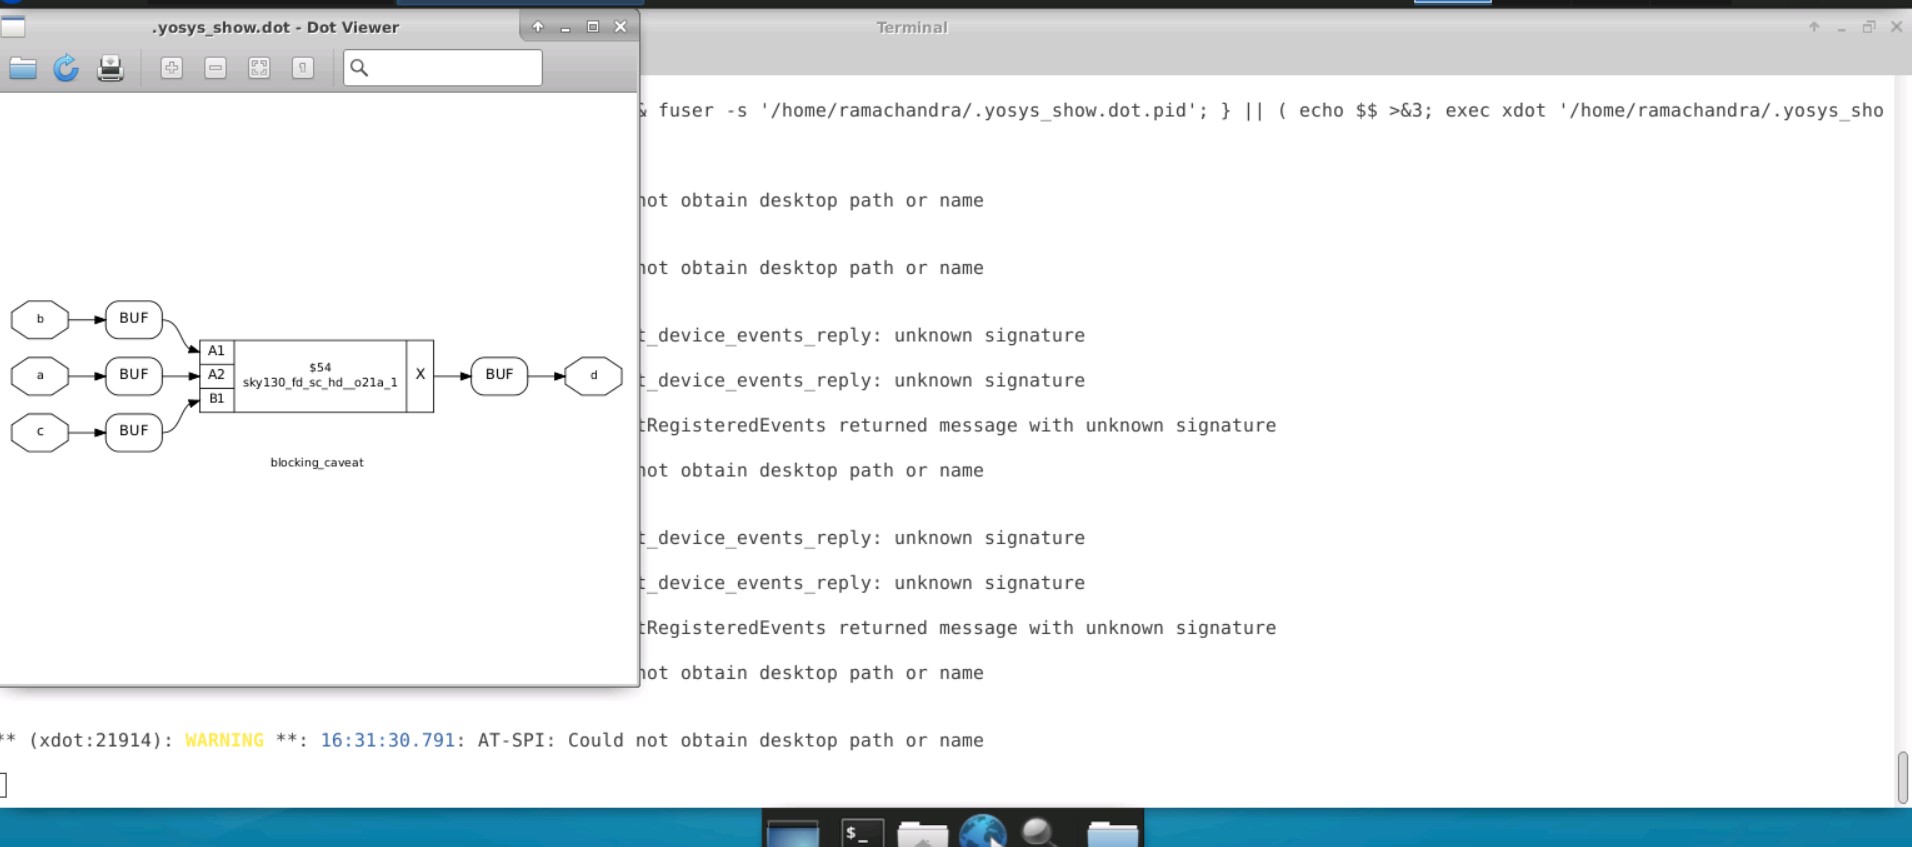 .yosys_show.dot - Dot Viewer
Terminal
& fuser -s '/home/ramachandra/.yosys_show.dot.pid'; } || ( echo $$ >&3; exec xdot '/home/ramachandra/.yosys_sho
not obtain desktop path or name
not obtain desktop path or name
t_device_events_reply: unknown signature
t_device_events_reply: unknown signature
tRegisteredEvents returned message with unknown signature
not obtain desktop path or name
t_device_events_reply: unknown signature
t_device_events_reply: unknown signature
tRegisteredEvents returned message with unknown signature
not obtain desktop path or name
** (xdot:21914): WARNING **: 16:31:30.791: AT-SPI: Could not obtain desktop path or name
b BUF
a BUF
c BUF
A1
A2
B1
$54
sky130_fd_sc_hd__o21a_1
X
BUF
d
blocking_caveat
$_